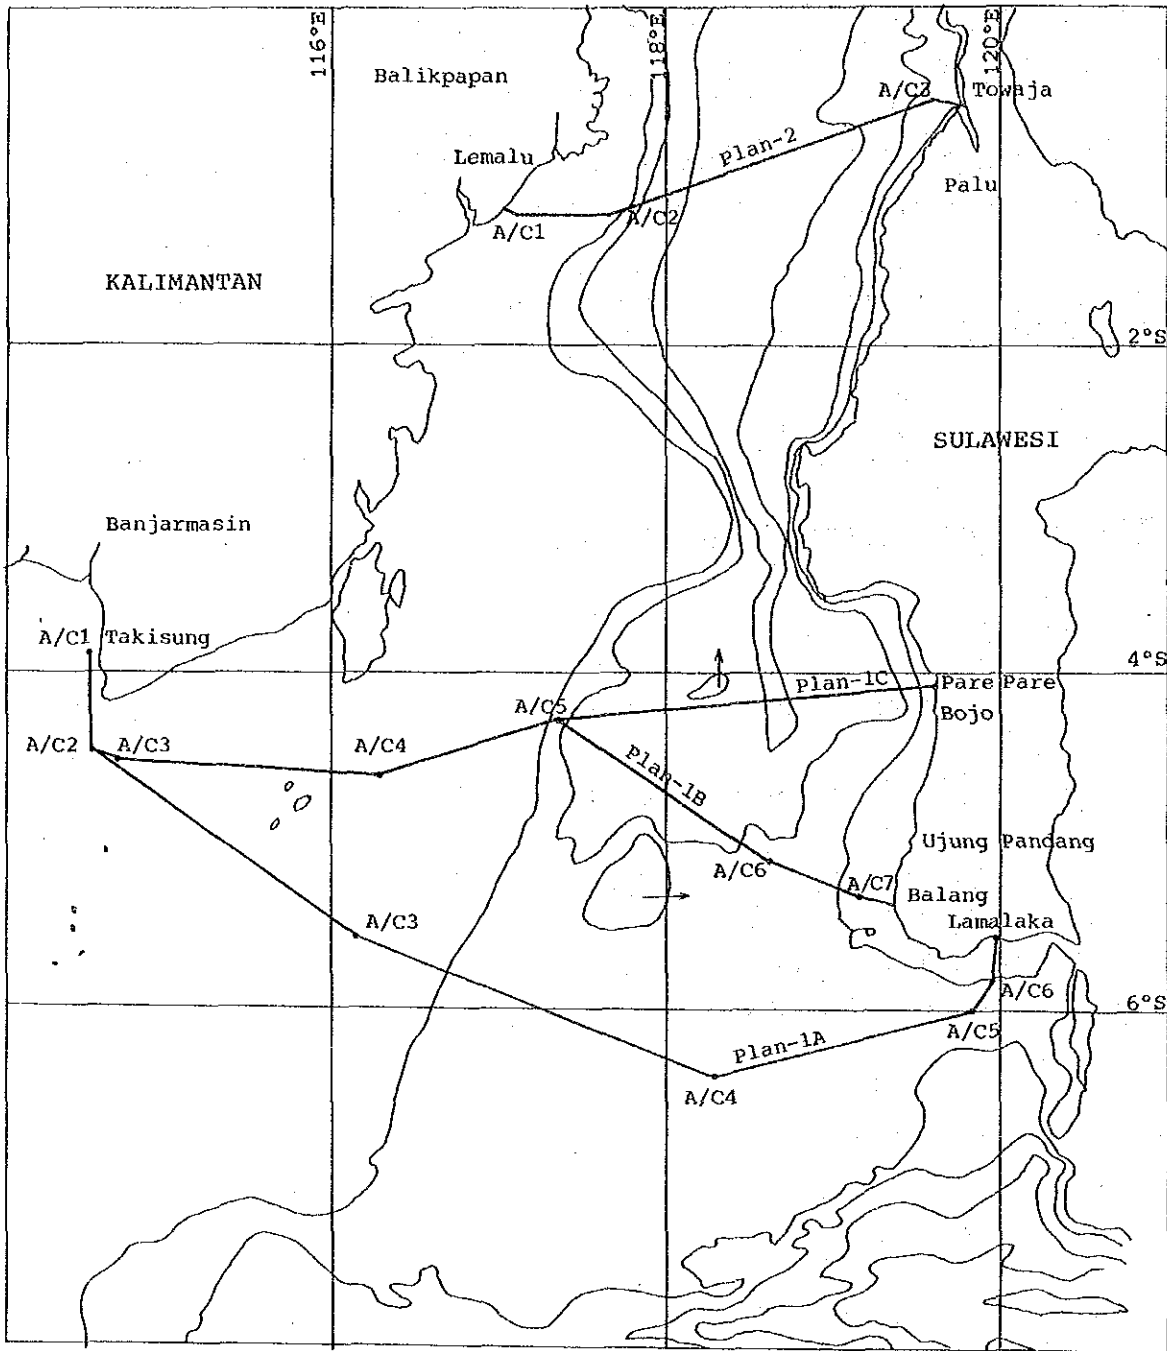 116°E
118°E
120°E
Balikpapan
A/C3
Towaja
Plan-2
Lemalu
Palu
A/C1
A/C2
KALIMANTAN
2°S
SULAWESI
Banjarmasin
A/C1 Takisung
4°S
Plan-1C
Pare Pare
A/C5
Bojo
A/C2
A/C3
A/C4
Plan-1B
Ujung Pandang
A/C6
A/C7
Balang
A/C3
Lamalaka
A/C6
6°S
A/C5
Plan-1A
A/C4